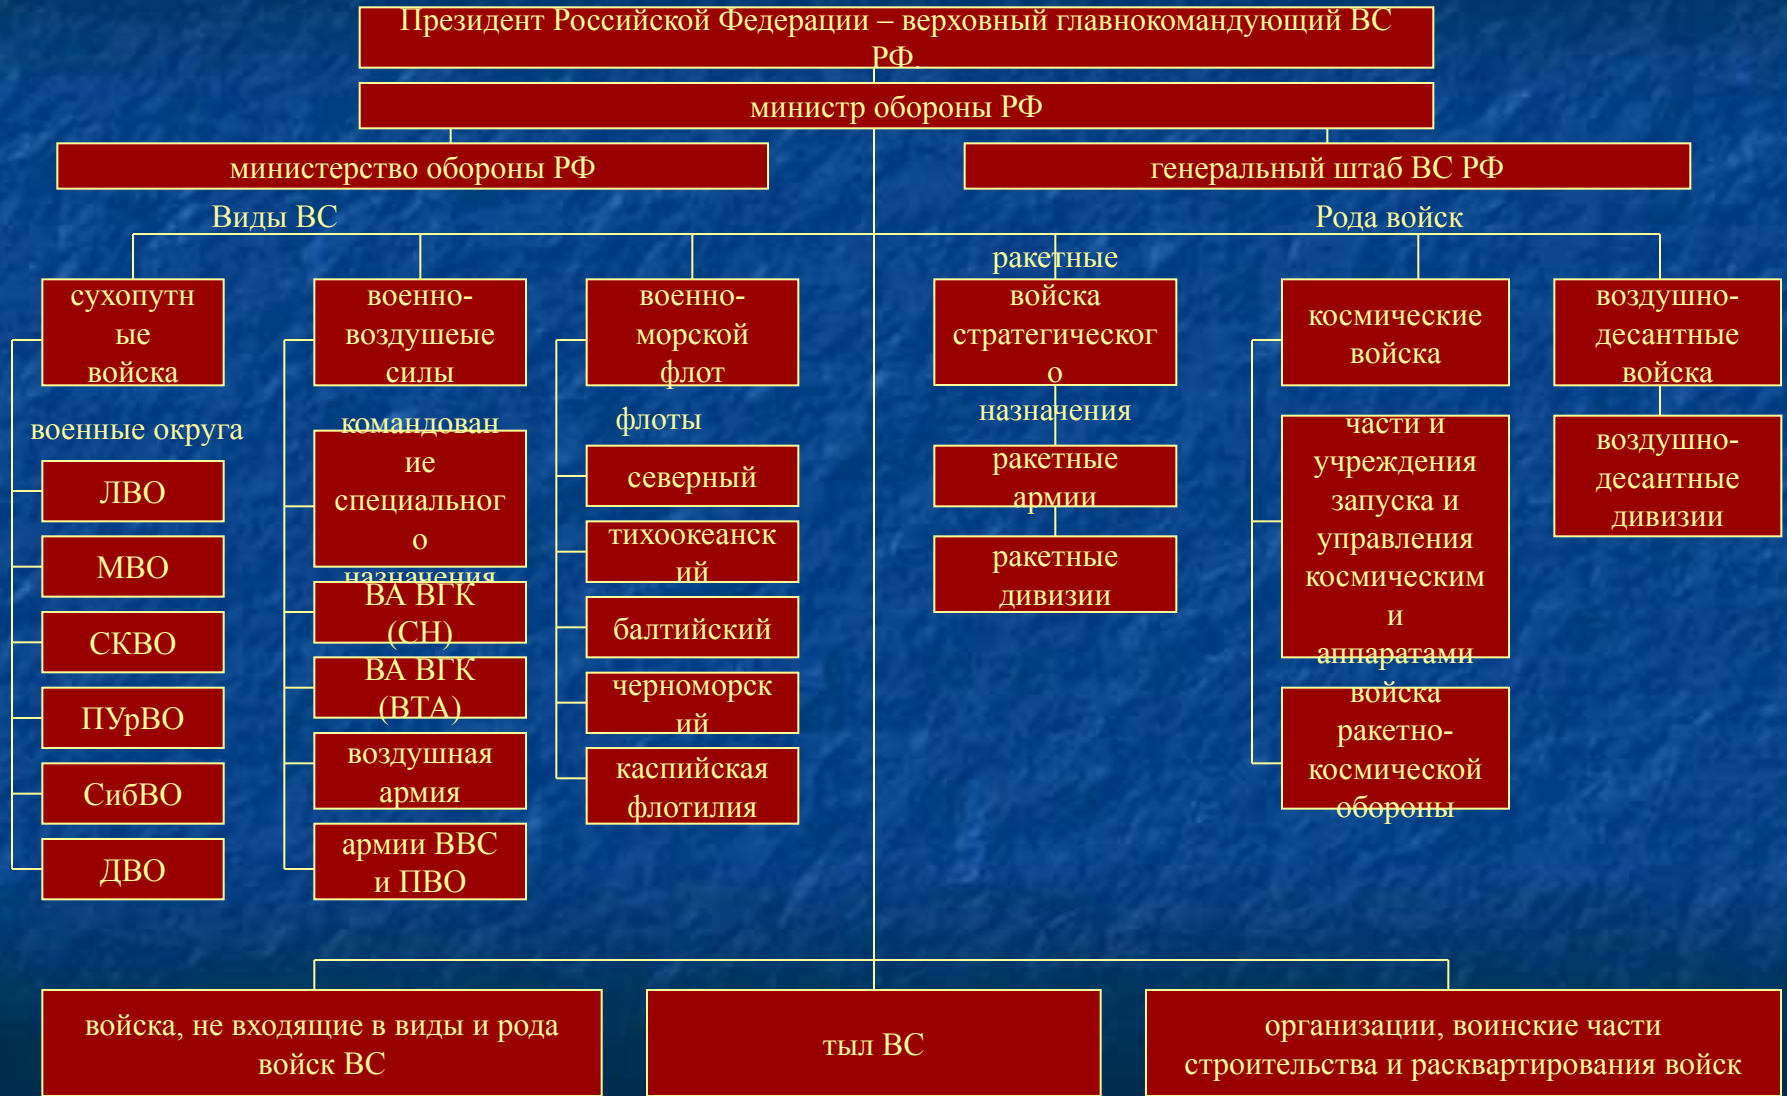 Президент Российской Федерации – верховный главнокомандующий ВС
РФ.
министр обороны РФ
министерство обороны РФ
генеральный штаб ВС РФ
Виды ВС
Рода войск
сухопутн
ые
войска
военные округа
ЛВО
МВО
СКВО
ПУрВО
СибВО
ДВО
военно-
воздушеые
силы
командован
ие
специальног
о
назначения
ВА ВГК
(СН)
ВА ВГК
(ВТА)
воздушная
армия
армии ВВС
и ПВО
военно-
морской
флот
флоты
северный
тихоокеанск
ий
балтийский
черноморск
ий
каспийская
флотилия
ракетные
войска
стратегическог
о
назначения
ракетные
армии
ракетные
дивизии
космические
войска
части и
учреждения
запуска и
управления
космическим
и
аппаратами
войска
ракетно-
космической
обороны
воздушно-
десантные
войска
воздушно-
десантные
дивизии
войска, не входящие в виды и рода
войск ВС
тыл ВС
организации, воинские части
строительства и расквартирования войск